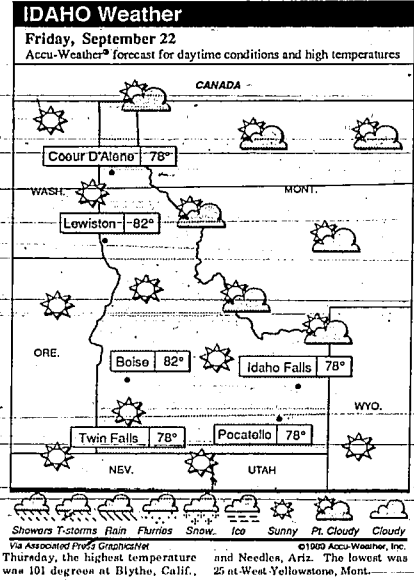 IDAHO Weather
Friday, September 22
Accu-Weather® forecast for daytime conditions and high temperatures
CANADA
Coeur D'Alene 78°
WASH.
MONT.
Lewiston 82°
ORE.
Boise 82°
Idaho Falls 78°
WYO.
Twin Falls 78°
Pocatello 78°
NEV.
UTAH
Showers T-storms Rain Flurries Snow Ice Sunny Pt. Cloudy Cloudy
Via Associated Press GraphicsNet
©1989 Accu-Weather, Inc.
Thursday, the highest temperature
was 101 degrees at Blythe, Calif.,
and Needles, Ariz. The lowest was
25 at West Yellowstone, Mont.